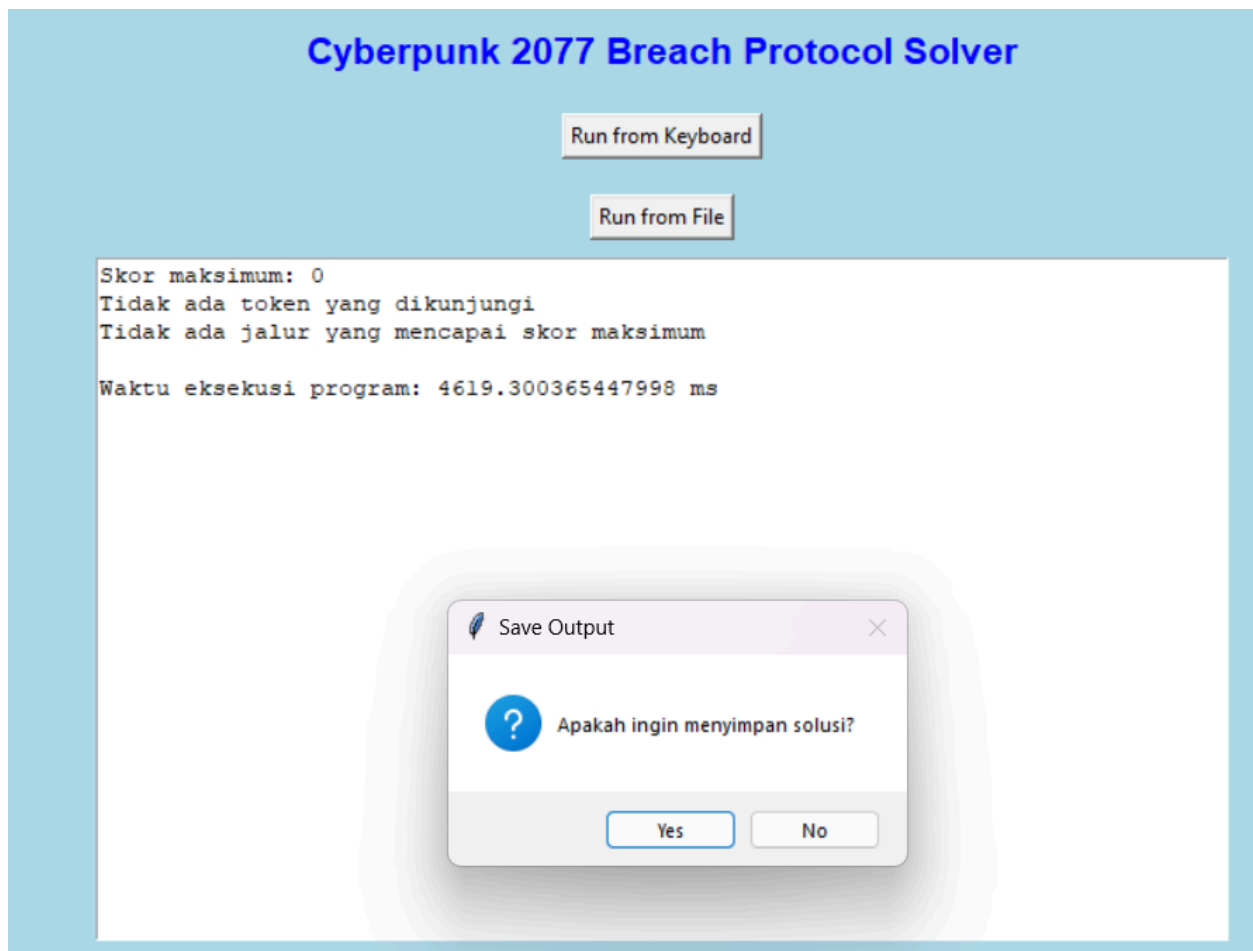 Cyberpunk 2077 Breach Protocol Solver
Run from Keyboard
Run from File
Skor maksimum: 0
Tidak ada token yang dikunjungi
Tidak ada jalur yang mencapai skor maksimum
Waktu eksekusi program: 4619.300365447998 ms
Save Output
Apakah ingin menyimpan solusi?
Yes
No